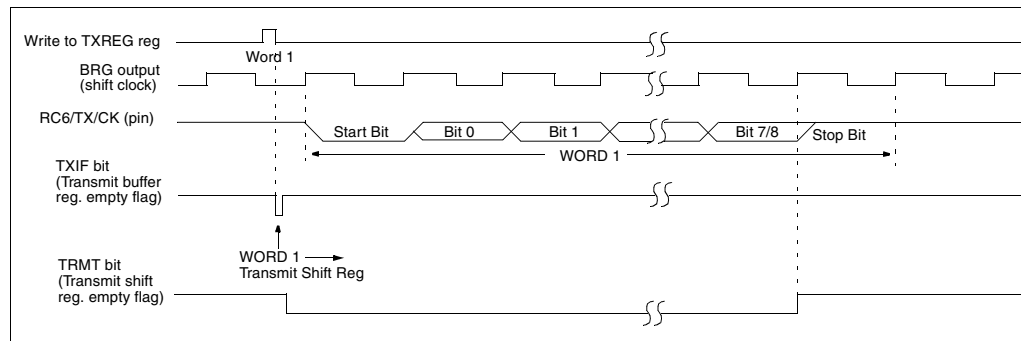 Write to TXREG reg
Word 1
BRG output
(shift clock)
RC6/TX/CK (pin)
Start Bit
Bit 0
Bit 1
Bit 7/8
Stop Bit
WORD 1
TXIF bit
(Transmit buffer
reg. empty flag)
WORD 1
Transmit Shift Reg
TRMT bit
(Transmit shift
reg. empty flag)